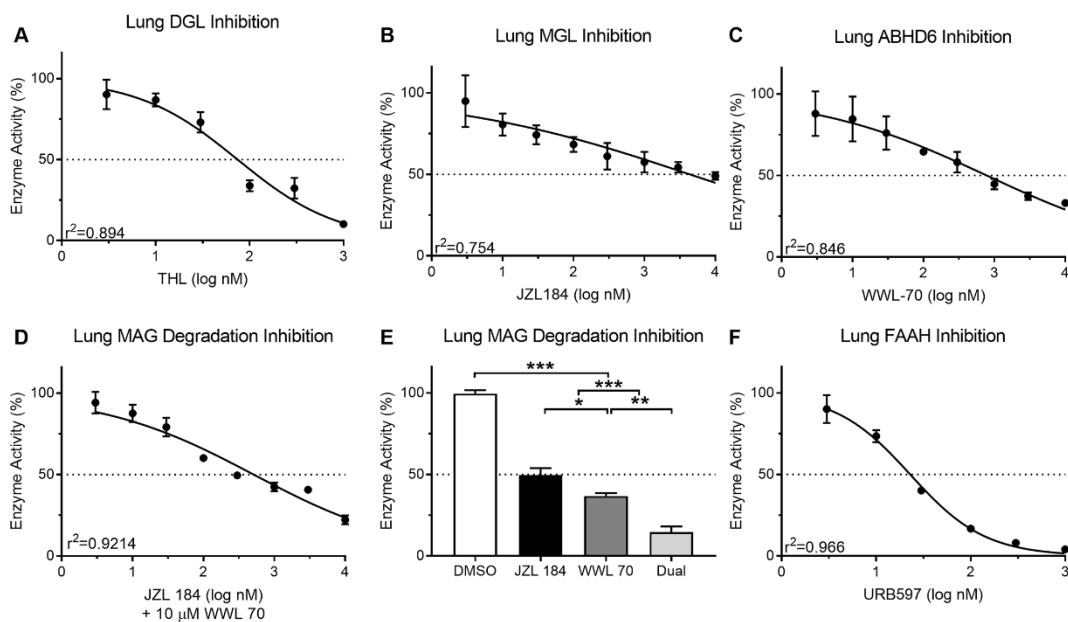 A
Lung DGL Inhibition
Enzyme Activity (%)
100
50
0
r²=0.894
0 1 2 3
THL (log nM)
B
Lung MGL Inhibition
Enzyme Activity (%)
100
50
0
r²=0.754
0 1 2 3 4
JZL184 (log nM)
C
Lung ABHD6 Inhibition
Enzyme Activity (%)
100
50
0
r²=0.846
0 1 2 3 4
WWL-70 (log nM)
D
Lung MAG Degradation Inhibition
Enzyme Activity (%)
100
50
0
r²=0.9214
0 1 2 3 4
JZL 184 (log nM)
+ 10 μM WWL 70
E
Lung MAG Degradation Inhibition
Enzyme Activity (%)
100
50
0
***
***
* **
DMSO JZL 184 WWL 70 Dual
F
Lung FAAH Inhibition
Enzyme Activity (%)
100
50
0
r²=0.966
0 1 2 3
URB597 (log nM)